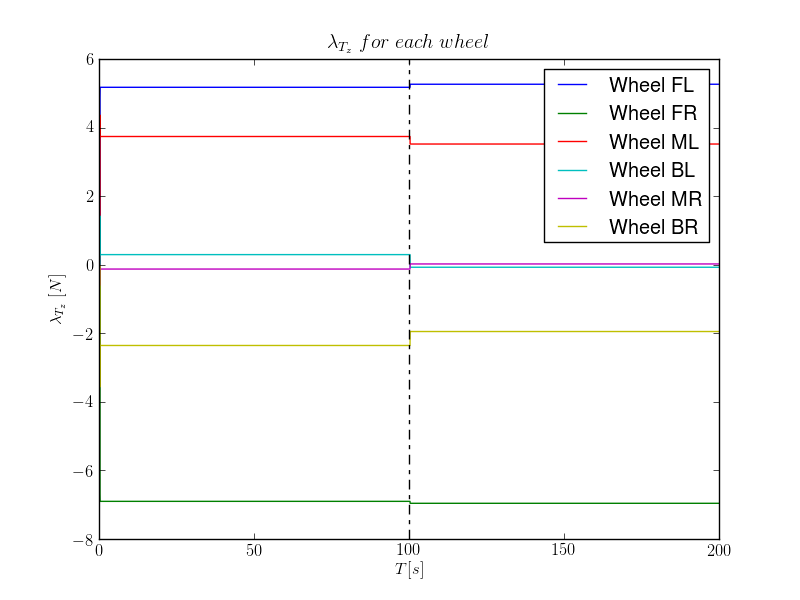 λ_{T_z} for each wheel
6
4
2
0
−2
−4
−6
−8
λ_{T_z} [N]
Wheel FL
Wheel FR
Wheel ML
Wheel BL
Wheel MR
Wheel BR
0 50 100 150 200
T[s]